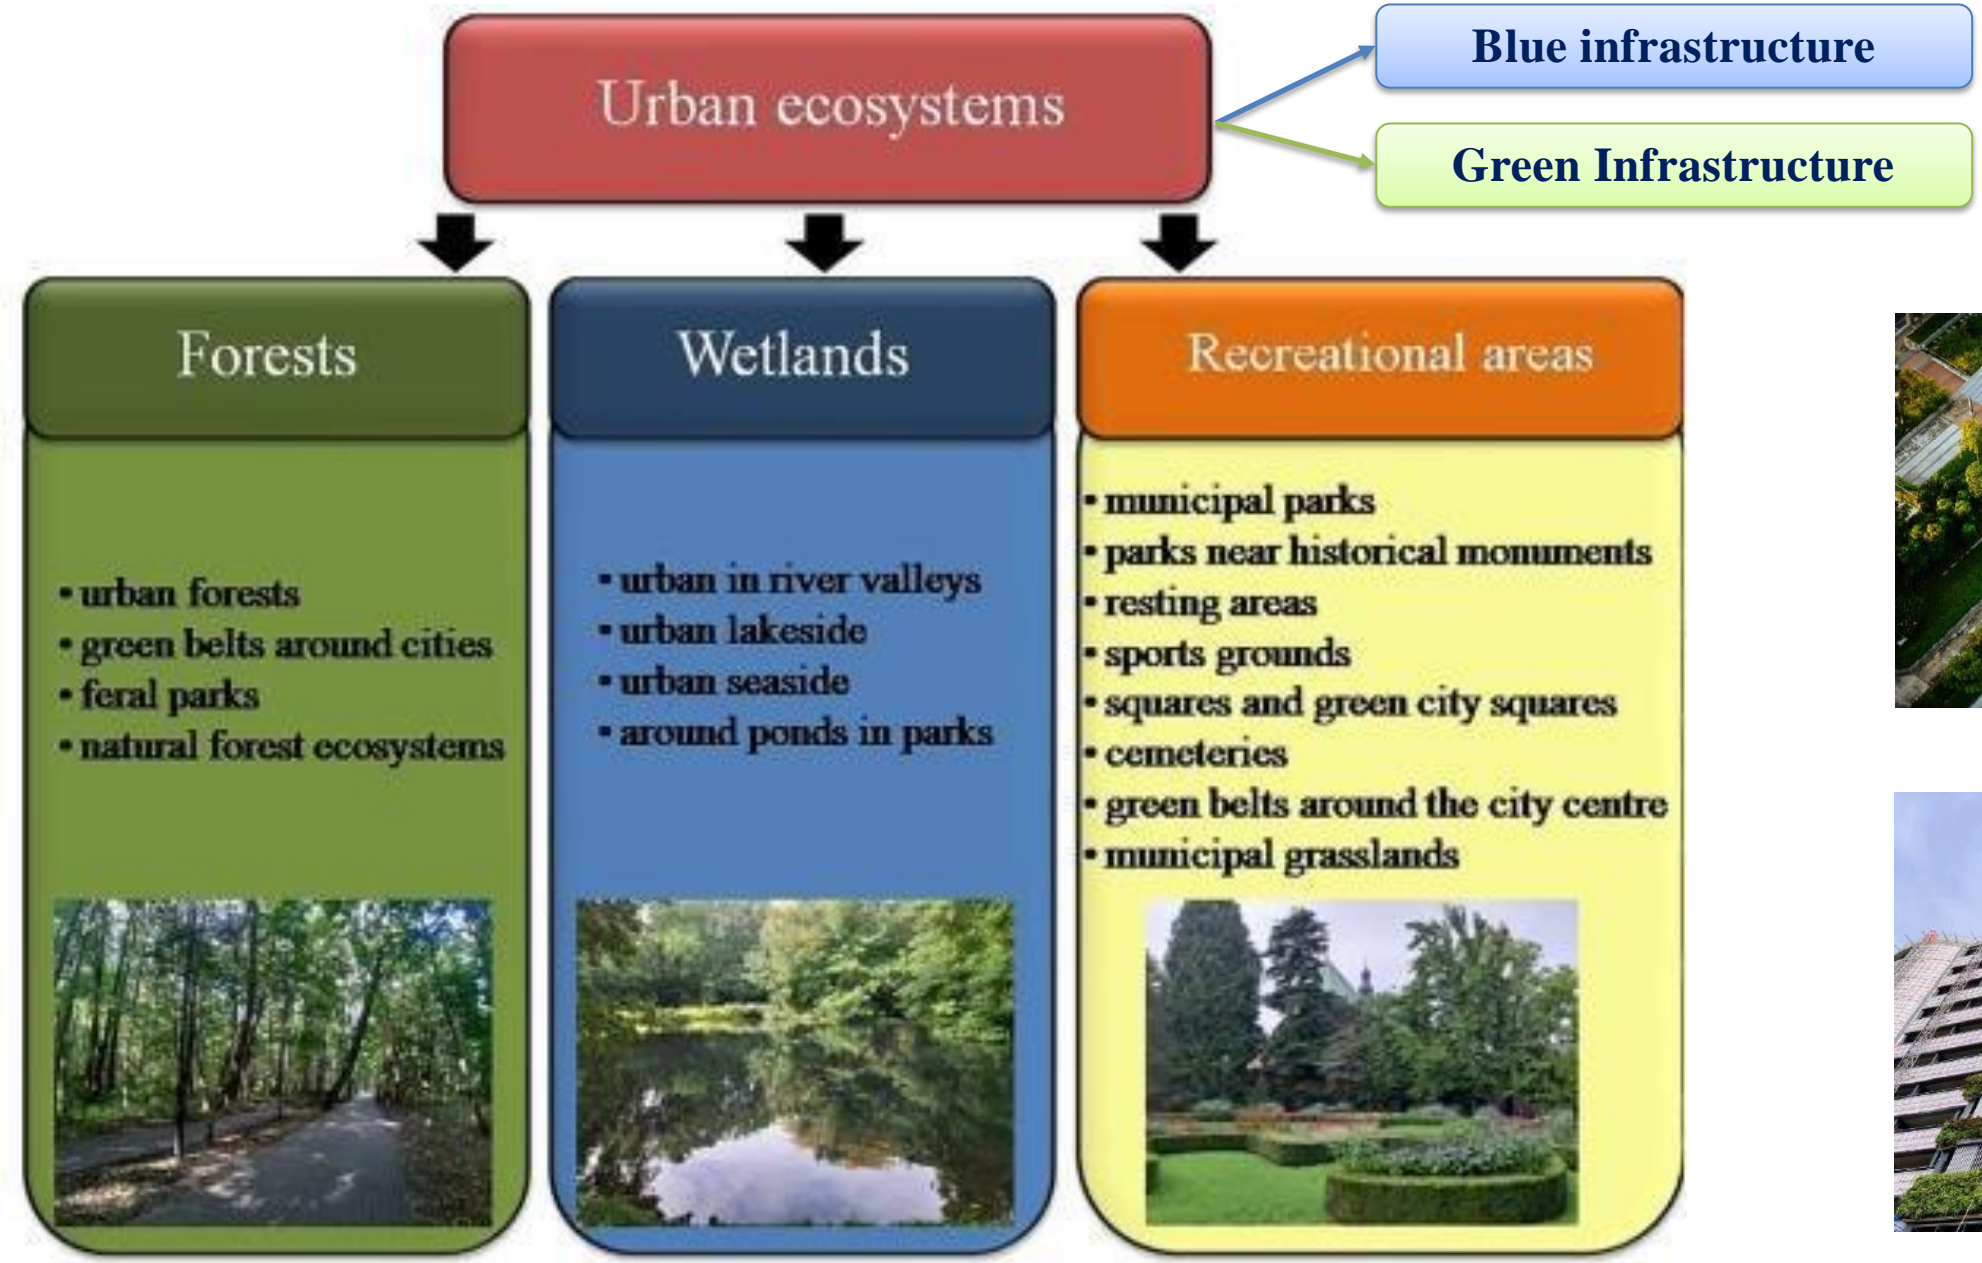 Urban ecosystems
Blue infrastructure
Green Infrastructure
Forests
• urban forests
• green belts around cities
• feral parks
• natural forest ecosystems
Wetlands
• urban in river valleys
• urban lakeside
• urban seaside
• around ponds in parks
Recreational areas
• municipal parks
• parks near historical monuments
• resting areas
• sports grounds
• squares and green city squares
• cemeteries
• green belts around the city centre
• municipal grasslands